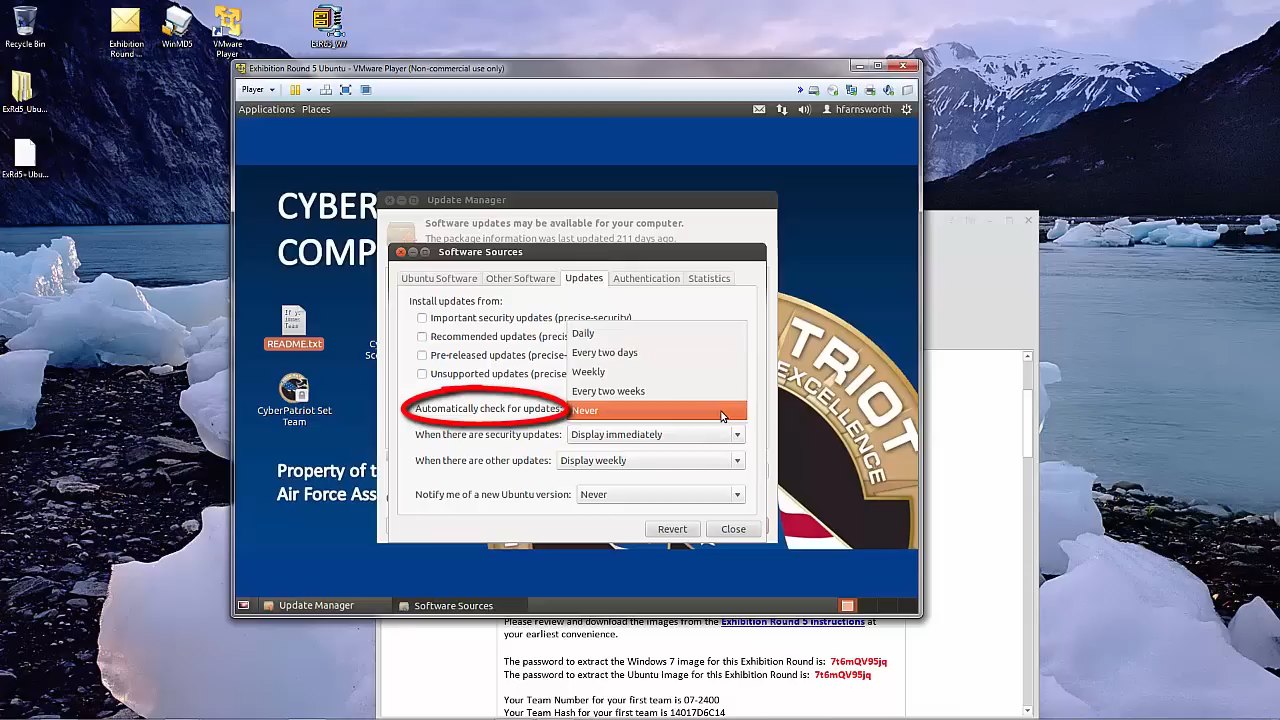 Recycle Bin
Exhibition
Round ...
WinMD5
VMware
Player
ExRd5_W7
ExRd5_Ubu...
ExRd5-Ubu...
Exhibition Round 5 Ubuntu - VMware Player (Non-commercial use only)
Player
Applications Places
hfarnsworth
CYBER
COMP
Update Manager
Software updates may be available for your computer.
The package information was last updated 211 days ago.
Software Sources
Ubuntu Software Other Software Updates Authentication Statistics
Install updates from:
Important security updates (precise-security)
Recommended updates (preci
Pre-released updates (precise-
Unsupported updates (precise
Automatically check for updates:
Daily
Every two days
Weekly
Every two weeks
Never
When there are security updates: Display immediately
When there are other updates: Display weekly
Notify me of a new Ubuntu version: Never
Revert Close
README.txt
CyberPatriot Set
Team
Property of t
Air Force Ass
TRIOT
EXCELLENCE
Update Manager
Software Sources
Please review and download the images from the Exhibition Round 5 Instructions at
your earliest convenience.
The password to extract the Windows 7 image for this Exhibition Round is: 7t6mQV95jq
The password to extract the Ubuntu Image for this Exhibition Round is: 7t6mQV95jq
Your Team Number for your first team is 07-2400
Your Team Hash for your first team is 14017D6C14